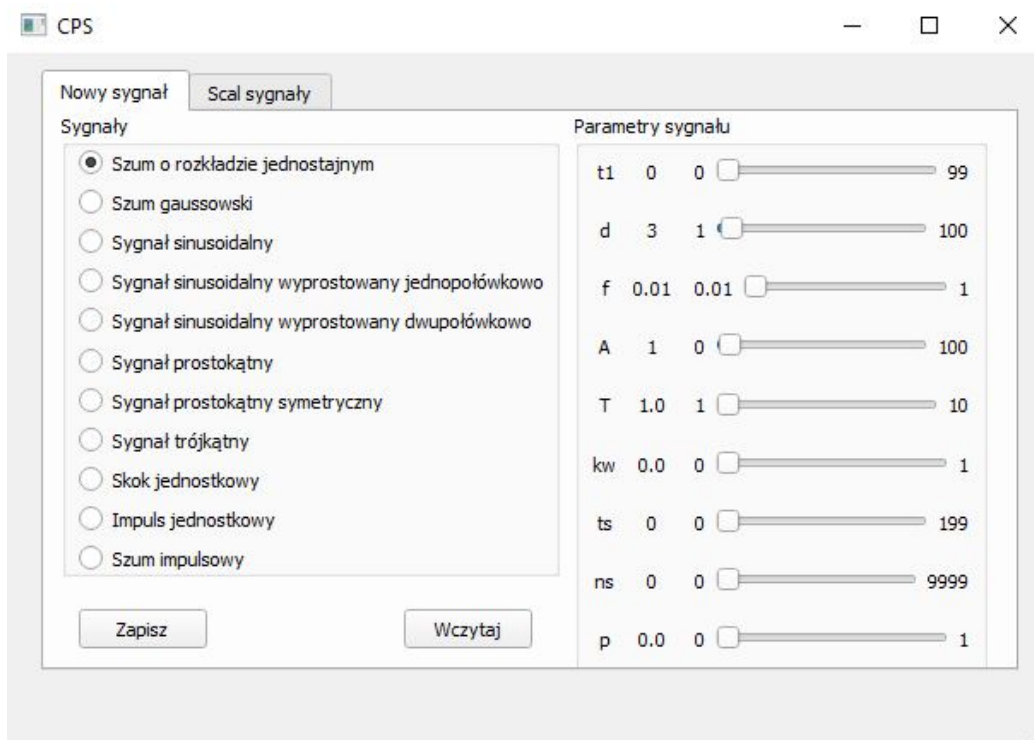 CPS
Nowy sygnał Scal sygnały
Sygnały
Szum o rozkładzie jednostajnym
Szum gaussowski
Sygnał sinusoidalny
Sygnał sinusoidalny wyprostowany jednopołówkowo
Sygnał sinusoidalny wyprostowany dwupołówkowo
Sygnał prostokątny
Sygnał prostokątny symetryczny
Sygnał trójkątny
Skok jednostkowy
Impuls jednostkowy
Szum impulsowy
Zapisz Wczytaj
Parametry sygnału
t1 0 0 99
d 3 1 100
f 0.01 0.01 1
A 1 0 100
T 1.0 1 10
kw 0.0 0 1
ts 0 0 199
ns 0 0 9999
p 0.0 0 1